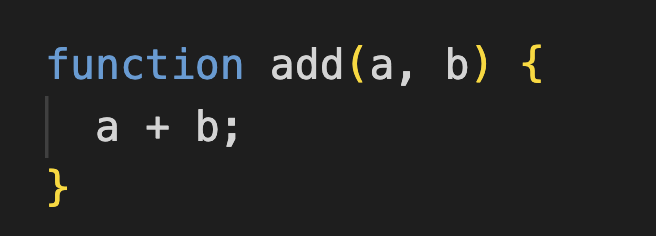 function add(a, b) {
  a + b;
}